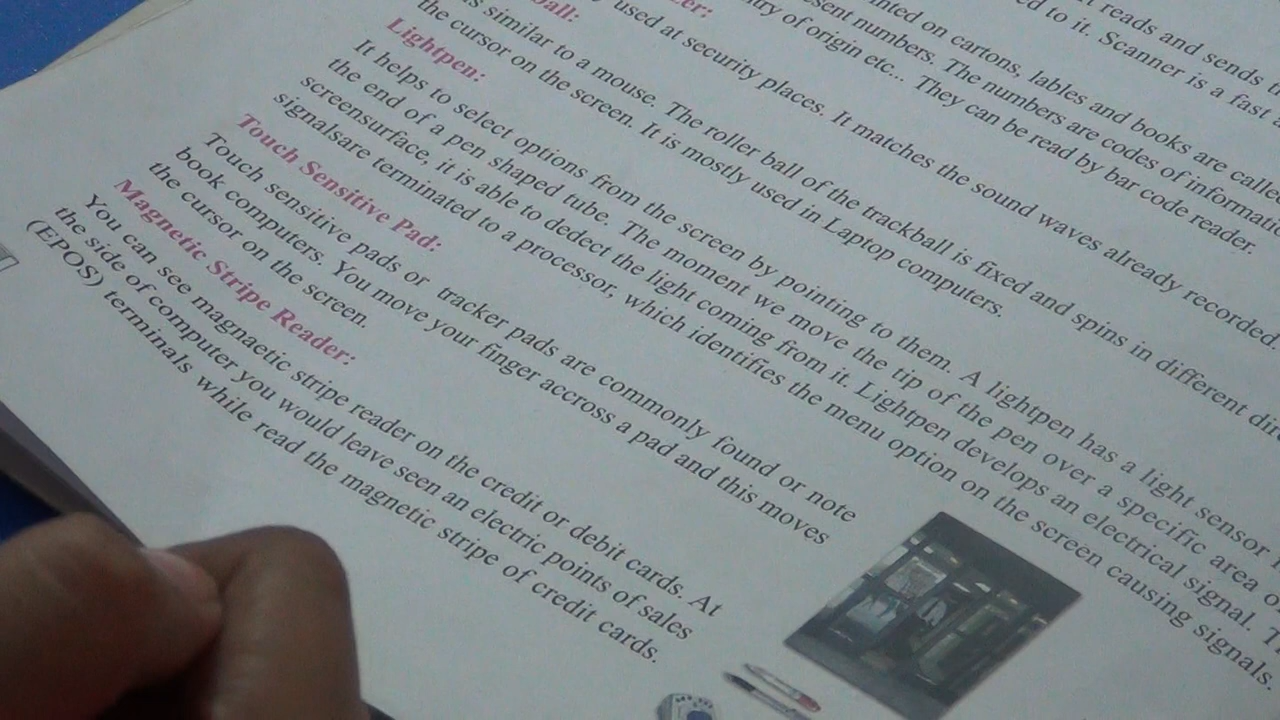 t reads and sends
ed to it. Scanner is a fast
nted on cartons, lables and books are calle
esent numbers. The numbers are codes of informati
ntry of origin etc... They can be read by bar code reader.
zer:
used at security places. It matches the sound waves already recorded.
ball:
is similar to a mouse. The roller ball of the trackball is fixed and spins in different dir
the cursor on the screen. It is mostly used in Laptop computers.
Lightpen:
It helps to select options from the screen by pointing to them. A lightpen has a light sensor
the end of a pen shaped tube. The moment we move the tip of the pen over a specific area o
screensurface, it is able to dedect the light coming from it. Lightpen develops an electrical signal. T
signalsare terminated to a processor, which identifies the menu option on the screen causing signals.
Touch Sensitive Pad:
Touch sensitive pads or tracker pads are commonly found or note
book computers. You move your finger accross a pad and this moves
the cursor on the screen.
Magnetic Stripe Reader:
You can see magnaetic stripe reader on the credit or debit cards. At
the side of computer you would leave seen an electric points of sales
(EPOS) terminals while read the magnetic stripe of credit cards.